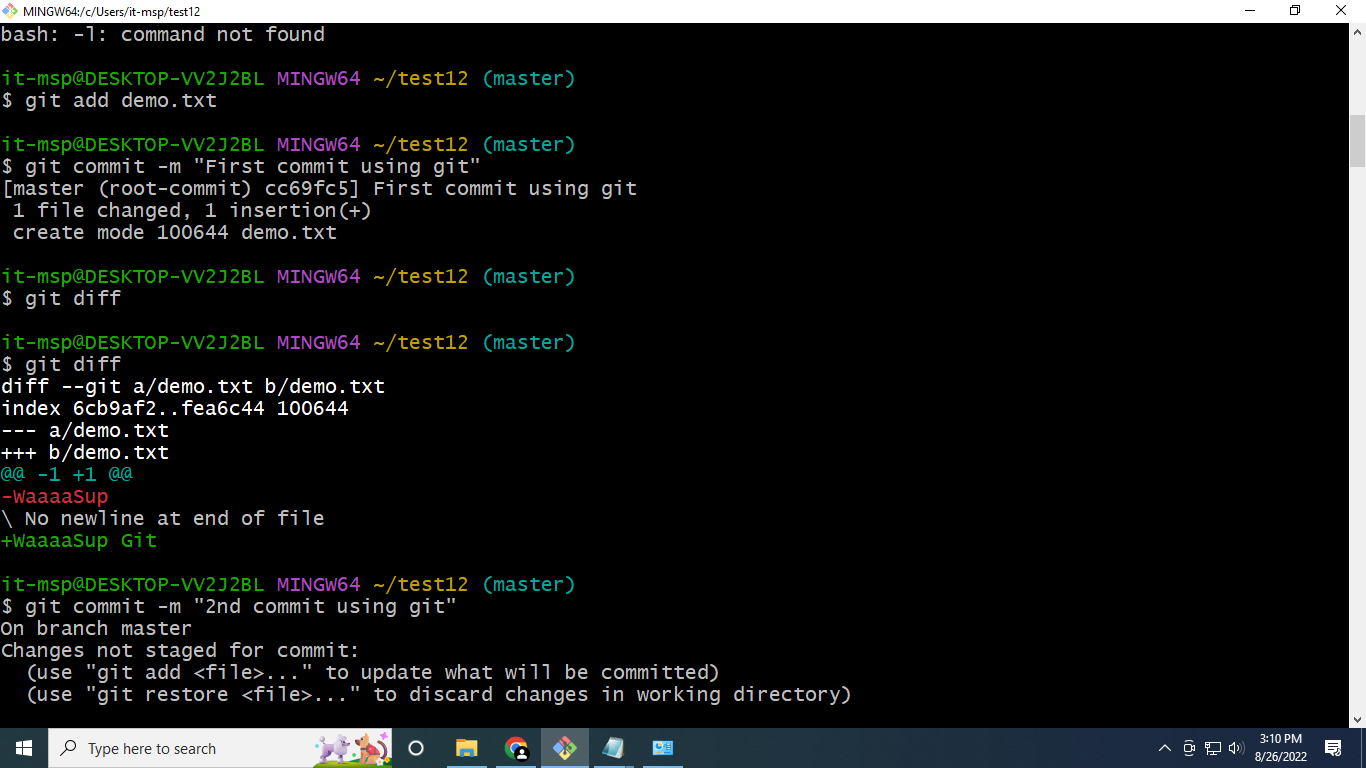 MINGW64:/c/Users/it-msp/test12
bash: -l: command not found
it-msp@DESKTOP-VV2J2BL MINGW64 ~/test12 (master)
$ git add demo.txt
it-msp@DESKTOP-VV2J2BL MINGW64 ~/test12 (master)
$ git commit -m "First commit using git"
[master (root-commit) cc69fc5] First commit using git
 1 file changed, 1 insertion(+)
 create mode 100644 demo.txt
it-msp@DESKTOP-VV2J2BL MINGW64 ~/test12 (master)
$ git diff
it-msp@DESKTOP-VV2J2BL MINGW64 ~/test12 (master)
$ git diff
diff --git a/demo.txt b/demo.txt
index 6cb9af2..fea6c44 100644
--- a/demo.txt
+++ b/demo.txt
@@ -1 +1 @@
-WaaaaSup
\ No newline at end of file
+WaaaaSup Git
it-msp@DESKTOP-VV2J2BL MINGW64 ~/test12 (master)
$ git commit -m "2nd commit using git"
On branch master
Changes not staged for commit:
  (use "git add <file>..." to update what will be committed)
  (use "git restore <file>..." to discard changes in working directory)
Type here to search
3:10 PM
8/26/2022